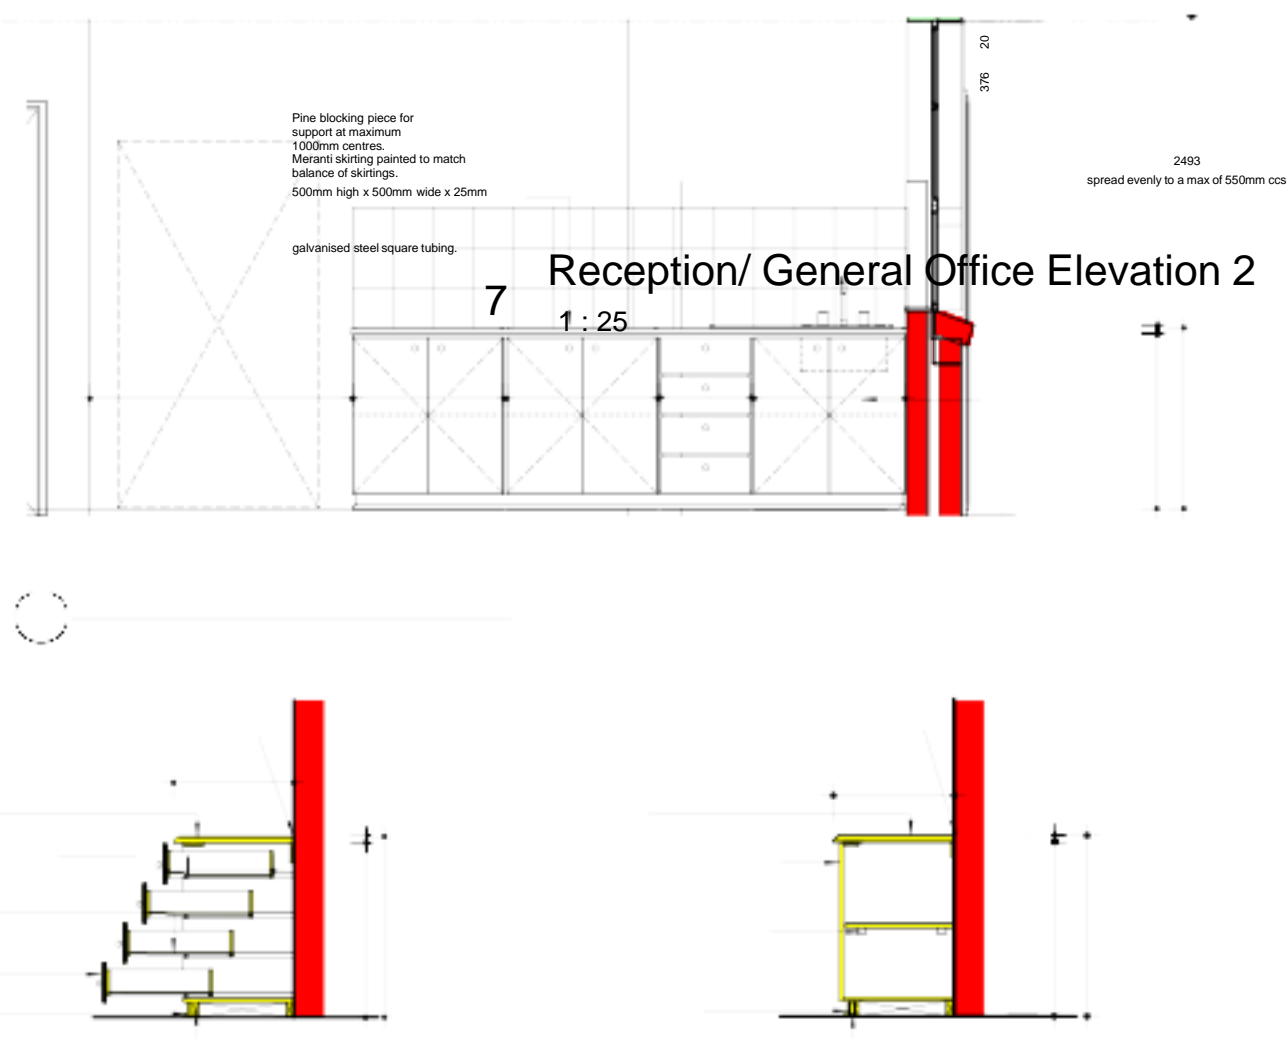 20
376
Pine blocking piece for
support at maximum
1000mm centres.
Meranti skirting painted to match
balance of skirtings.
500mm high x 500mm wide x 25mm
2493
spread evenly to a max of 550mm ccs
galvanised steel square tubing.
Reception/ General Office Elevation 2
7
1 : 25